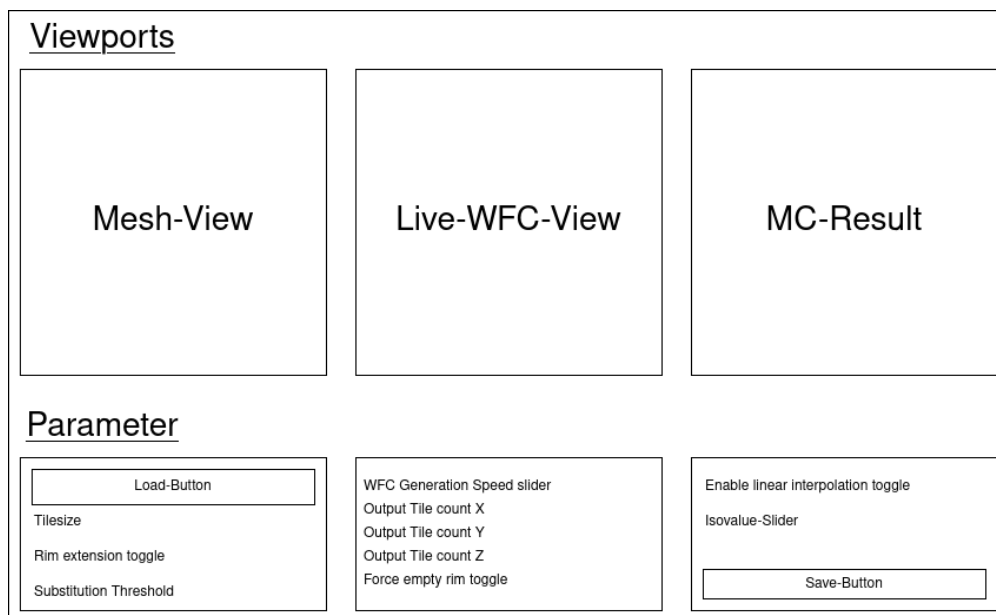 Viewports
Mesh-View
Live-WFC-View
MC-Result
Parameter
Load-Button
Tilesize
Rim extension toggle
Substitution Threshold
WFC Generation Speed slider
Output Tile count X
Output Tile count Y
Output Tile count Z
Force empty rim toggle
Enable linear interpolation toggle
Isovalue-Slider
Save-Button